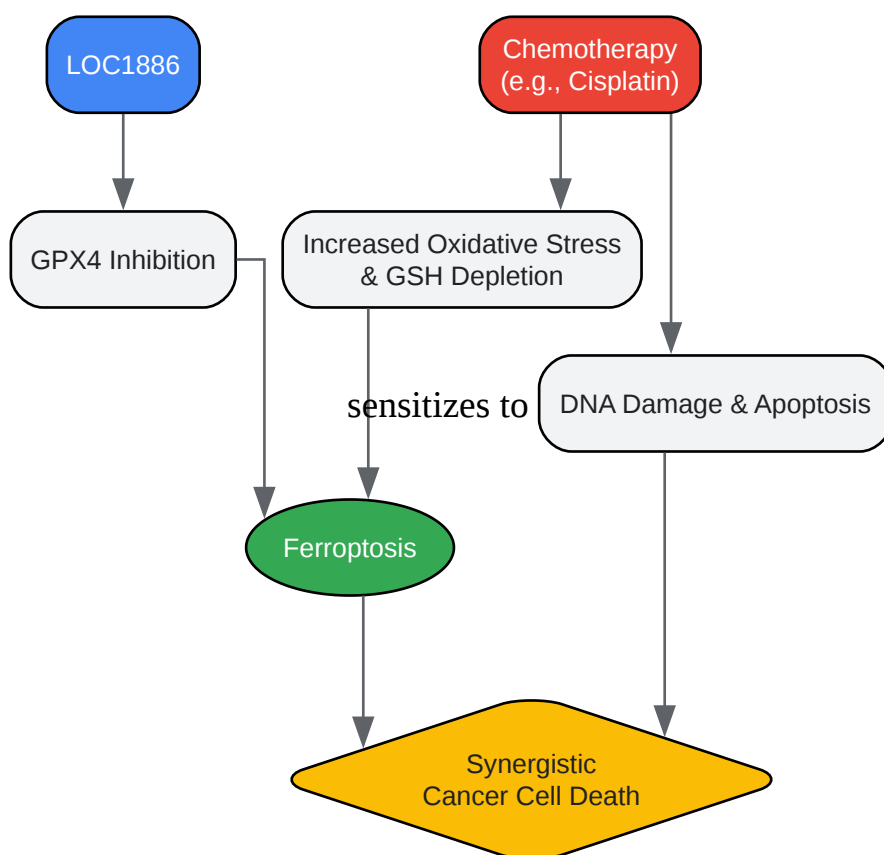 LOC1886
Chemotherapy
(e.g., Cisplatin)
GPX4 Inhibition
Increased Oxidative Stress
& GSH Depletion
sensitizes to
DNA Damage & Apoptosis
Ferroptosis
Synergistic
Cancer Cell Death